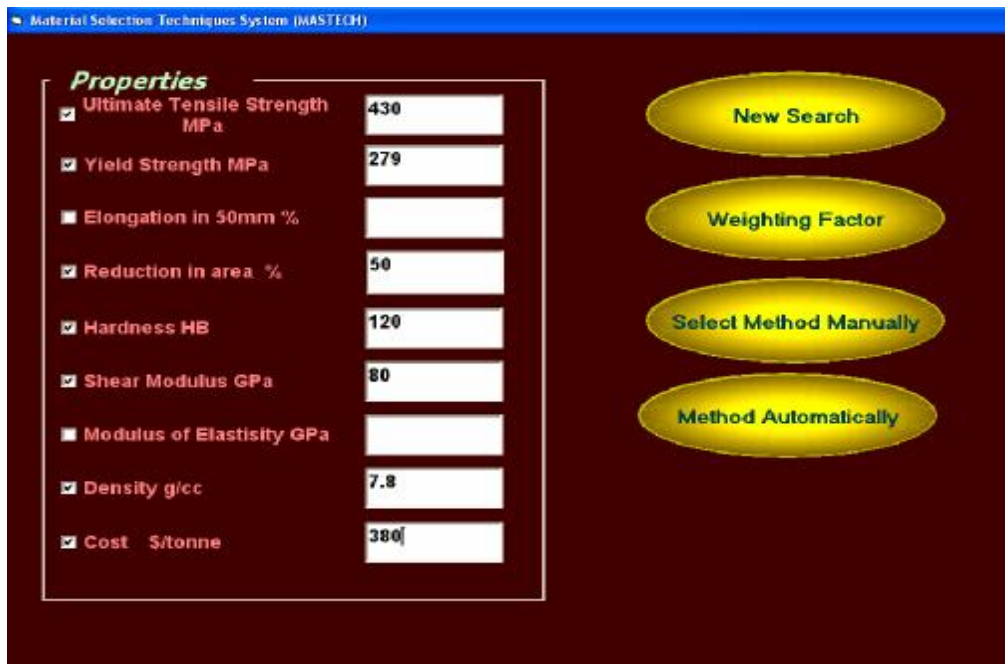 Material Selection Techniques System (MASTECH)
Properties
Ultimate Tensile Strength
MPa
430
Yield Strength MPa
279
Elongation in 50mm %
Reduction in area %
50
Hardness HB
120
Shear Modulus GPa
80
Modulus of Elastisity GPa
Density g/cc
7.8
Cost $/tonne
380
New Search
Weighting Factor
Select Method Manually
Method Automatically